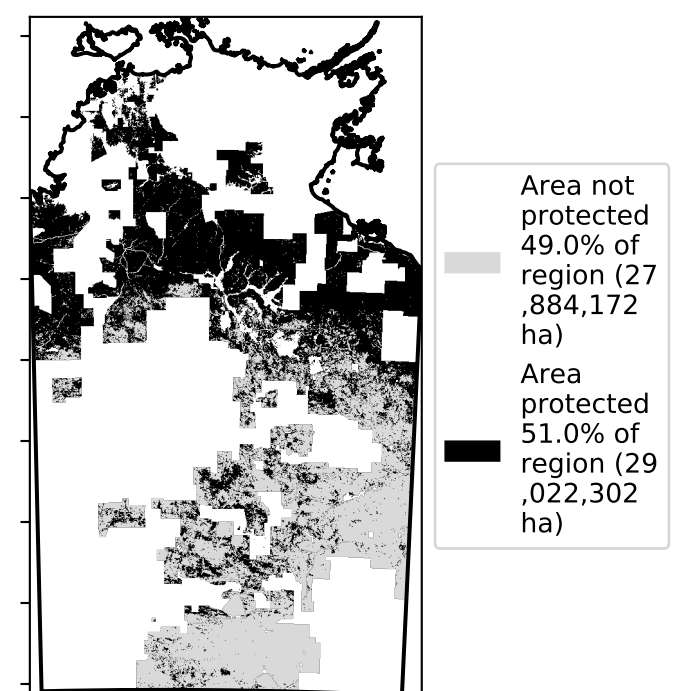 Area not
protected
49.0% of
region (27
,884,172
ha)
Area
protected
51.0% of
region (29
,022,302
ha)